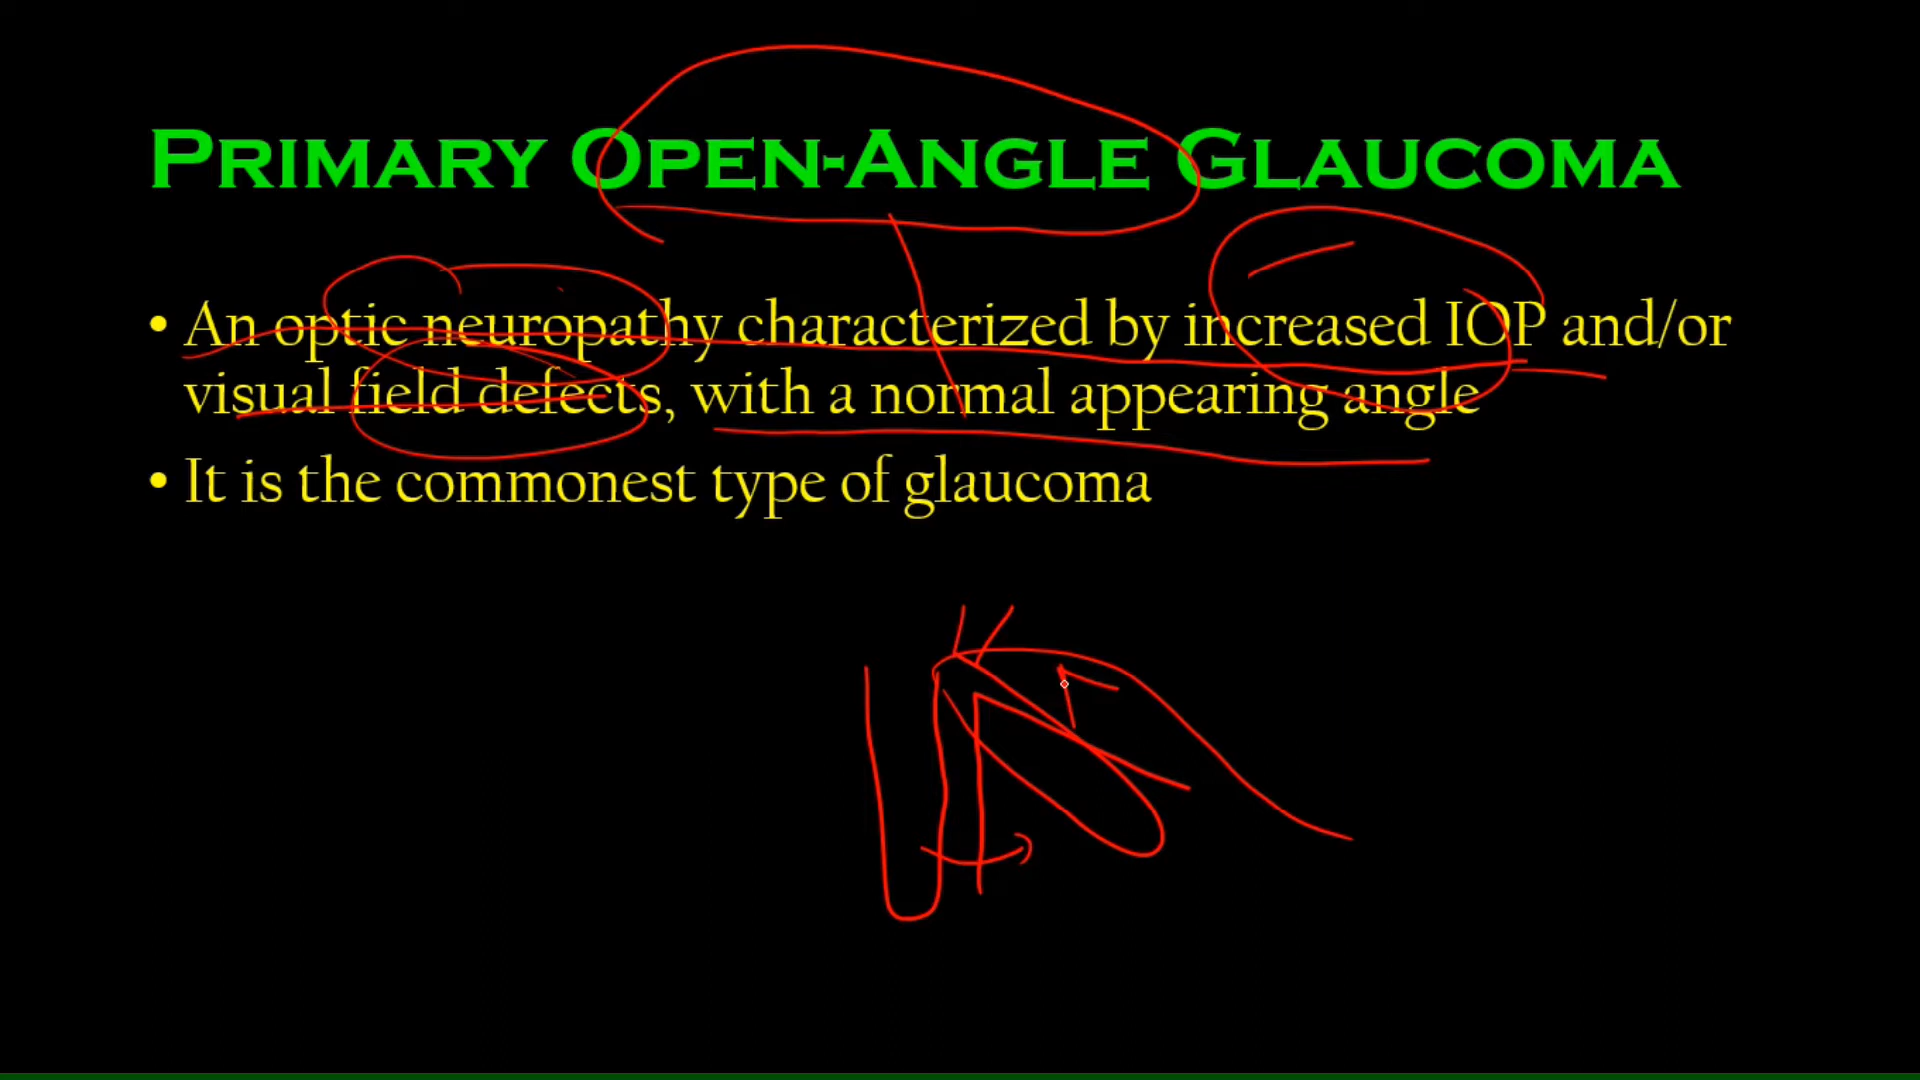 Primary Open-Angle Glaucoma
• An optic neuropathy characterized by increased IOP and/or
visual field defects, with a normal appearing angle
• It is the commonest type of glaucoma